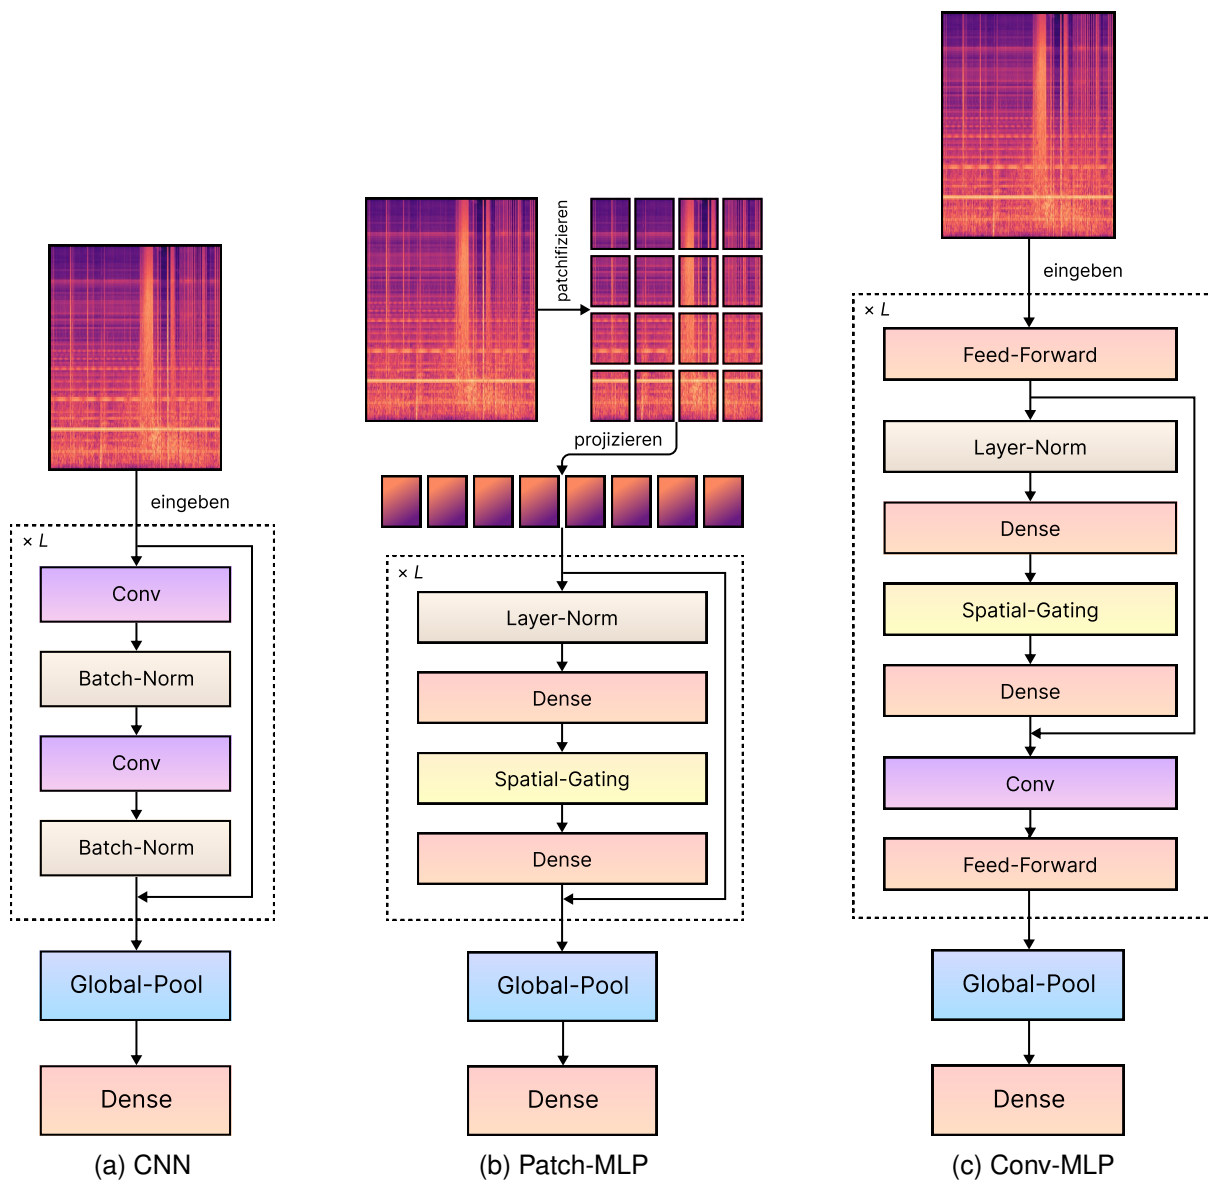 eingeben
× L
Conv
Batch-Norm
Conv
Batch-Norm
Global-Pool
Dense
(a) CNN
patchifizieren
projizieren
× L
Layer-Norm
Dense
Spatial-Gating
Dense
Global-Pool
Dense
(b) Patch-MLP
eingeben
× L
Feed-Forward
Layer-Norm
Dense
Spatial-Gating
Dense
Conv
Feed-Forward
Global-Pool
Dense
(c) Conv-MLP